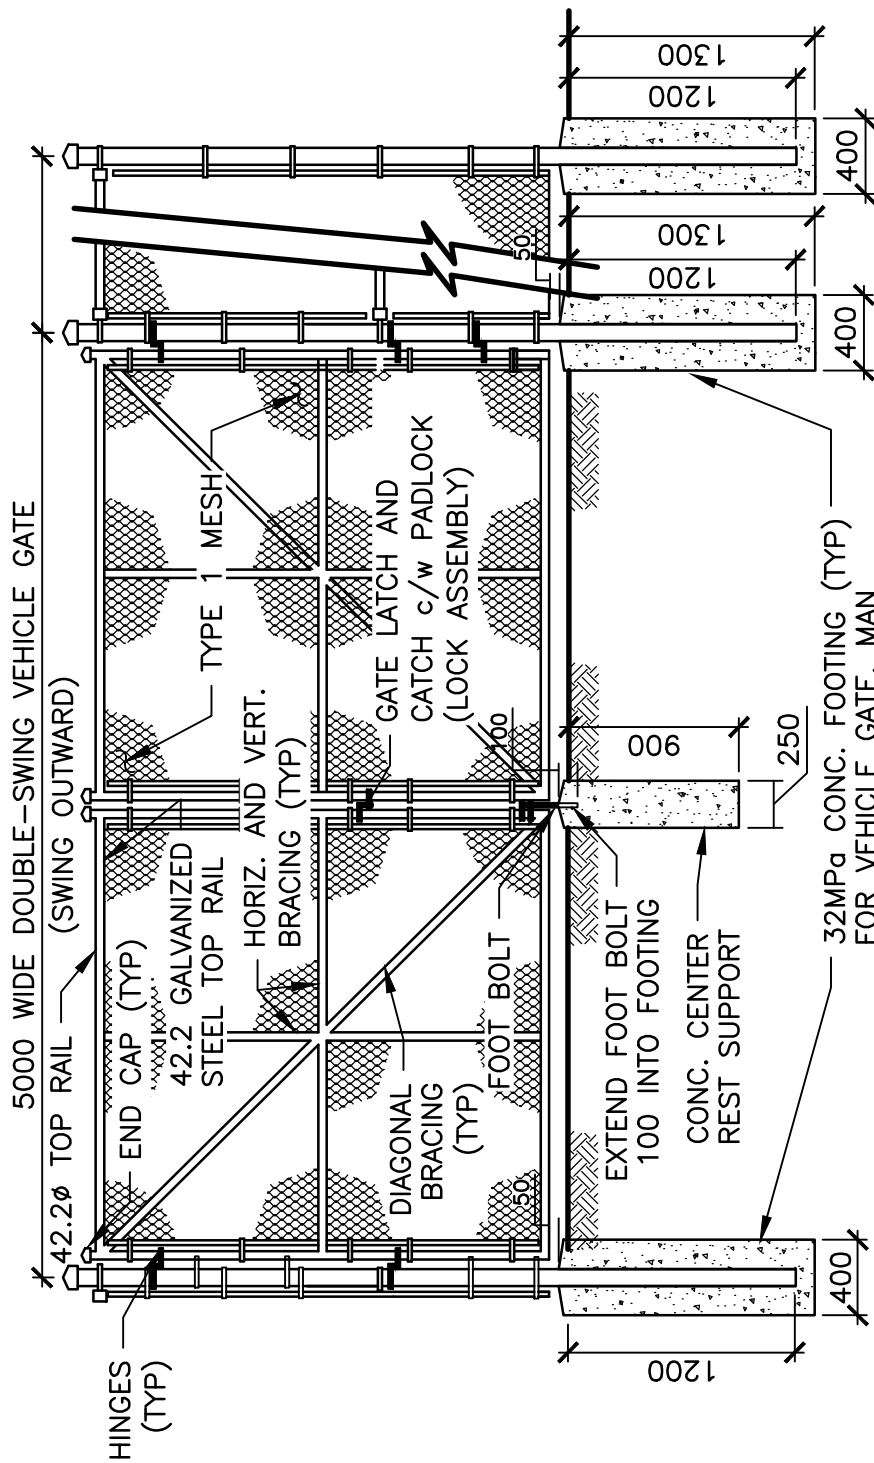 5000 WIDE DOUBLE–SWING VEHICLE GATE
(SWING OUTWARD)
42.2ø TOP RAIL
END CAP (TYP)
42.2 GALVANIZED
STEEL TOP RAIL
TYPE 1 MESH
HINGES
(TYP)
HORIZ. AND VERT.
BRACING (TYP)
GATE LATCH AND
CATCH c/w PADLOCK
(LOCK ASSEMBLY)
DIAGONAL
BRACING
(TYP)
FOOT BOLT
50
100
50
EXTEND FOOT BOLT
100 INTO FOOTING
CONC. CENTER
REST SUPPORT
1200
400
900
250
1200
1300
400
1200
1300
400
32MPa CONC. FOOTING (TYP)
FOR VEHICLE GATE, MAN